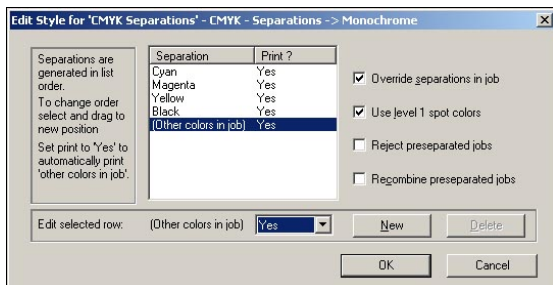 Edit Style for 'CMYK Separations' - CMYK - Separations -> Monochrome
Separations are
generated in list
order.
To change order
select and drag to
new position
Set print to 'Yes' to
automatically print
'other colors in job'.
Separation Print ?
Cyan Yes
Magenta Yes
Yellow Yes
Black Yes
(Other colors in job) Yes
Override separations in job
Use level 1 spot colors
Reject preseparated jobs
Recombine preseparated jobs
Edit selected row: (Other colors in job) Yes New Delete
OK Cancel